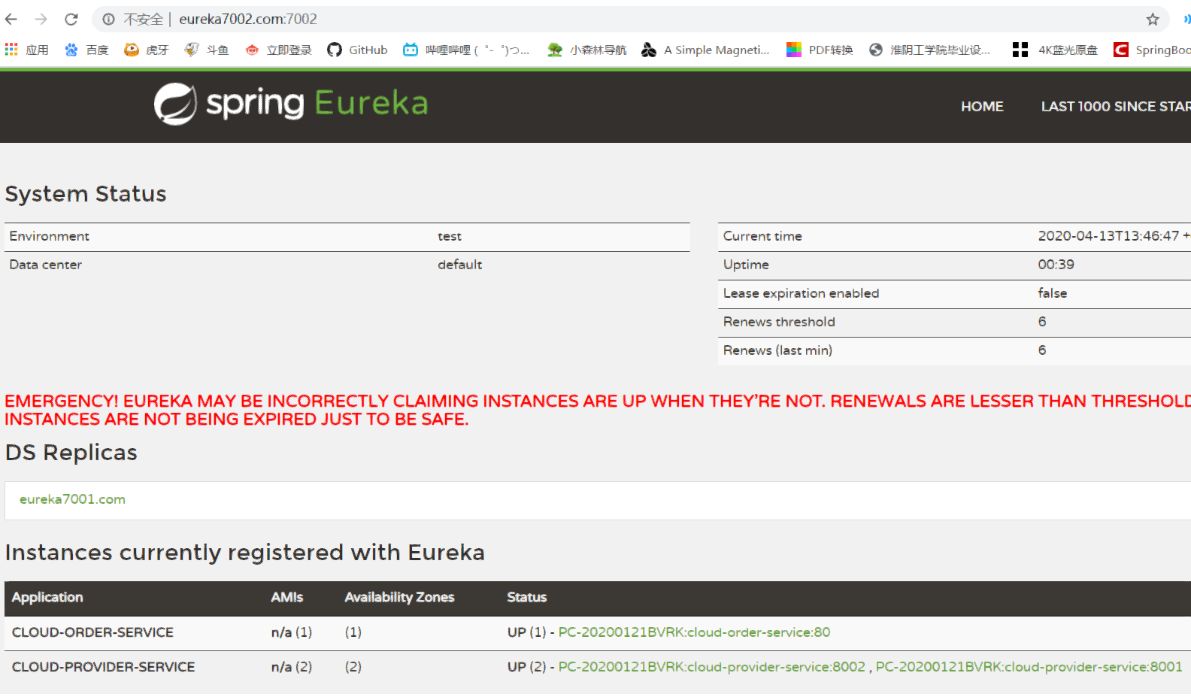 不安全 | eureka7002.com:7002
应用 百度 虎牙 斗鱼 立即登录 GitHub 哔哩哔哩 ( ゜- ゜)つ... 小森林导航 A Simple Magneti... PDF转换 淮阴工学院毕业设... 4K蓝光原盘 SpringBoo
spring Eureka
HOME LAST 1000 SINCE STAR
System Status
Environment test
Data center default
Current time 2020-04-13T13:46:47 +
Uptime 00:39
Lease expiration enabled false
Renews threshold 6
Renews (last min) 6
EMERGENCY! EUREKA MAY BE INCORRECTLY CLAIMING INSTANCES ARE UP WHEN THEY'RE NOT. RENEWALS ARE LESSER THAN THRESHOLD
INSTANCES ARE NOT BEING EXPIRED JUST TO BE SAFE.
DS Replicas
eureka7001.com
Instances currently registered with Eureka
Application AMIs Availability Zones Status
CLOUD-ORDER-SERVICE n/a (1) (1) UP (1) - PC-20200121BVRK:cloud-order-service:80
CLOUD-PROVIDER-SERVICE n/a (2) (2) UP (2) - PC-20200121BVRK:cloud-provider-service:8002 , PC-20200121BVRK:cloud-provider-service:8001